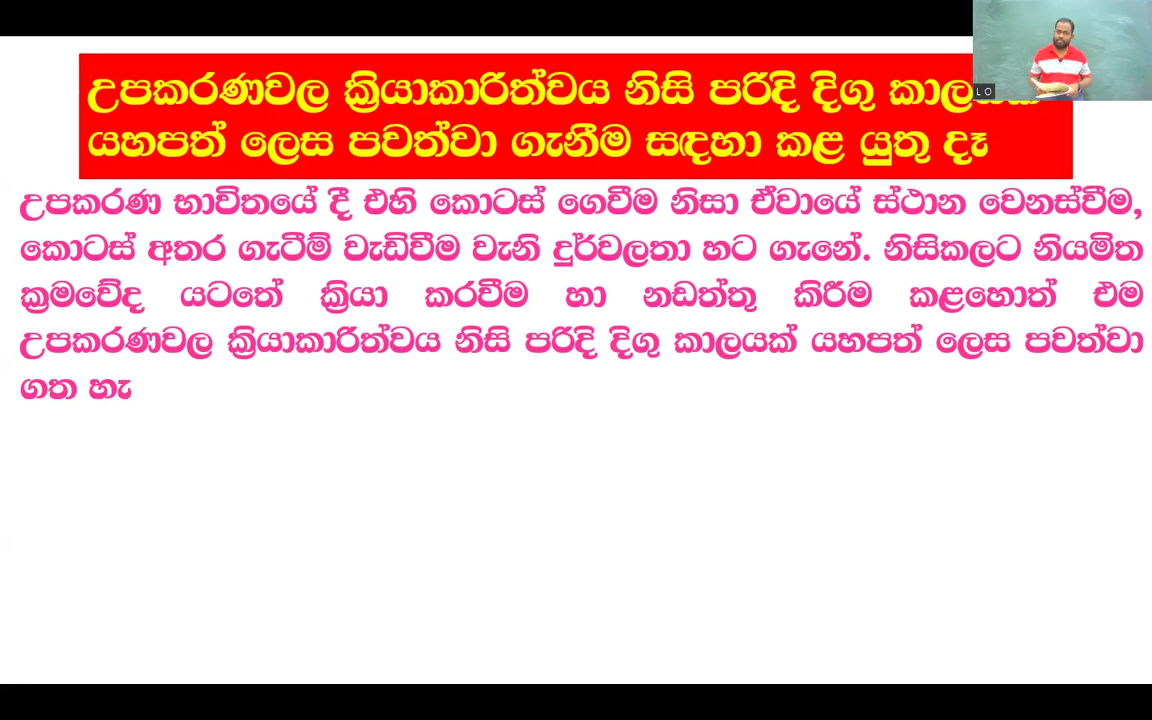 උපකරණවල ක්‍රියාකාරීත්වය නිසි පරිදි දිගු
යහපත් ලෙස පවත්වා ගැනීම සඳහා කළ යුතු දෑ
උපකරණ භාවිතයේ දී එහි කොටස් ගෙවීම නිසා ඒවායේ ස්ථාන වෙනස්වීම,
කොටස් අතර ගැටීම් වැඩිවීම වැනි දුර්වලතා හට ගැනේ. නිසිකලට නියමිත
ක්‍රමවේද යටතේ ක්‍රියා කරවීම හා නඩත්තු කිරීම කළහොත් එම
උපකරණවල ක්‍රියාකාරීත්වය නිසි පරිදි දිගු කාලයක් යහපත් ලෙස පවත්වා
ගත හැ
L O